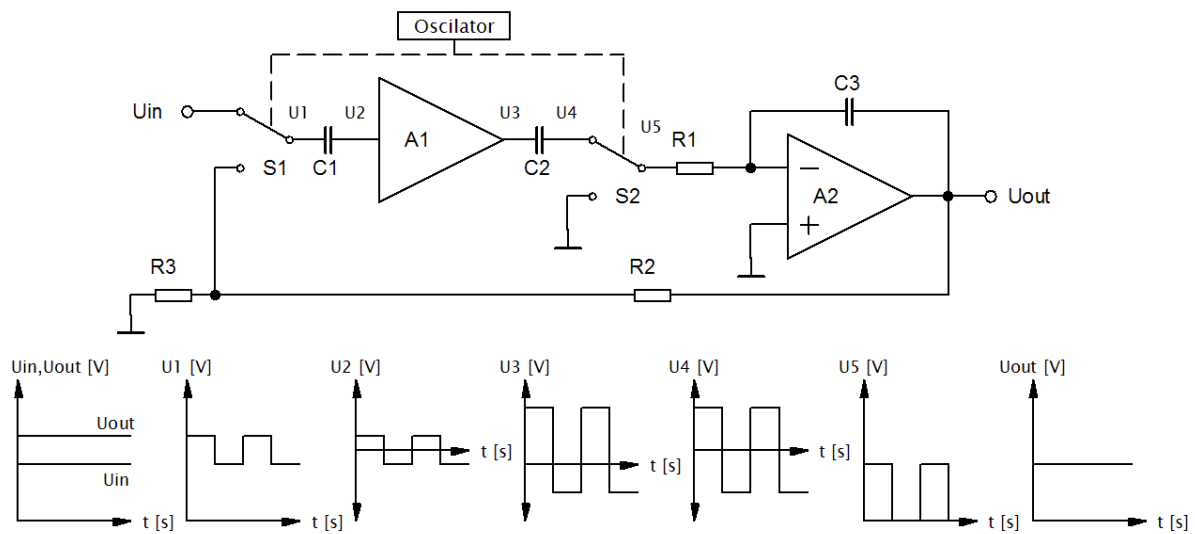 Oscilator
Uin
U1
U2
A1
U3
U4
U5
R1
C3
S1
C1
C2
S2
A2
−
+
Uout
R3
R2
Uin,Uout [V]
U1 [V]
U2 [V]
U3 [V]
U4 [V]
U5 [V]
Uout [V]
Uout
Uin
t [s]
t [s]
t [s]
t [s]
t [s]
t [s]
t [s]